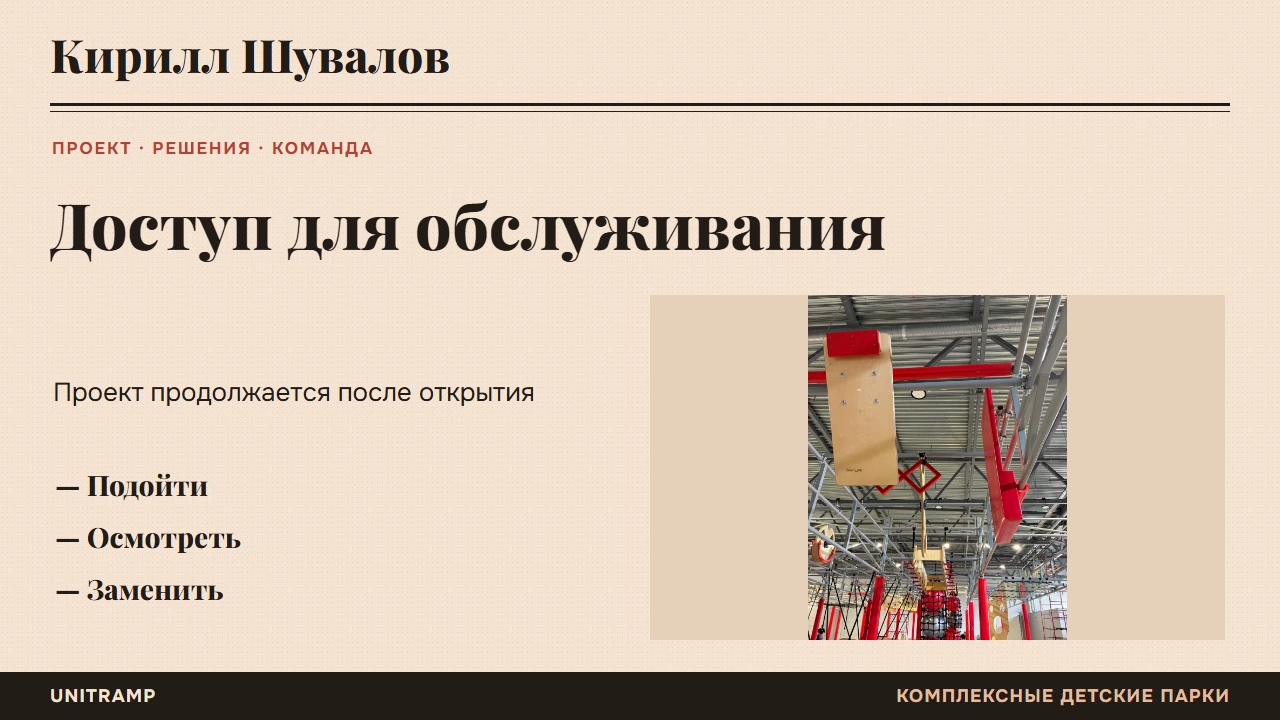 Кирилл Шувалов
ПРОЕКТ · РЕШЕНИЯ · КОМАНДА
Доступ для обслуживания
Проект продолжается после открытия
— Подойти
— Осмотреть
— Заменить
UNITRAMP
КОМПЛЕКСНЫЕ ДЕТСКИЕ ПАРКИ